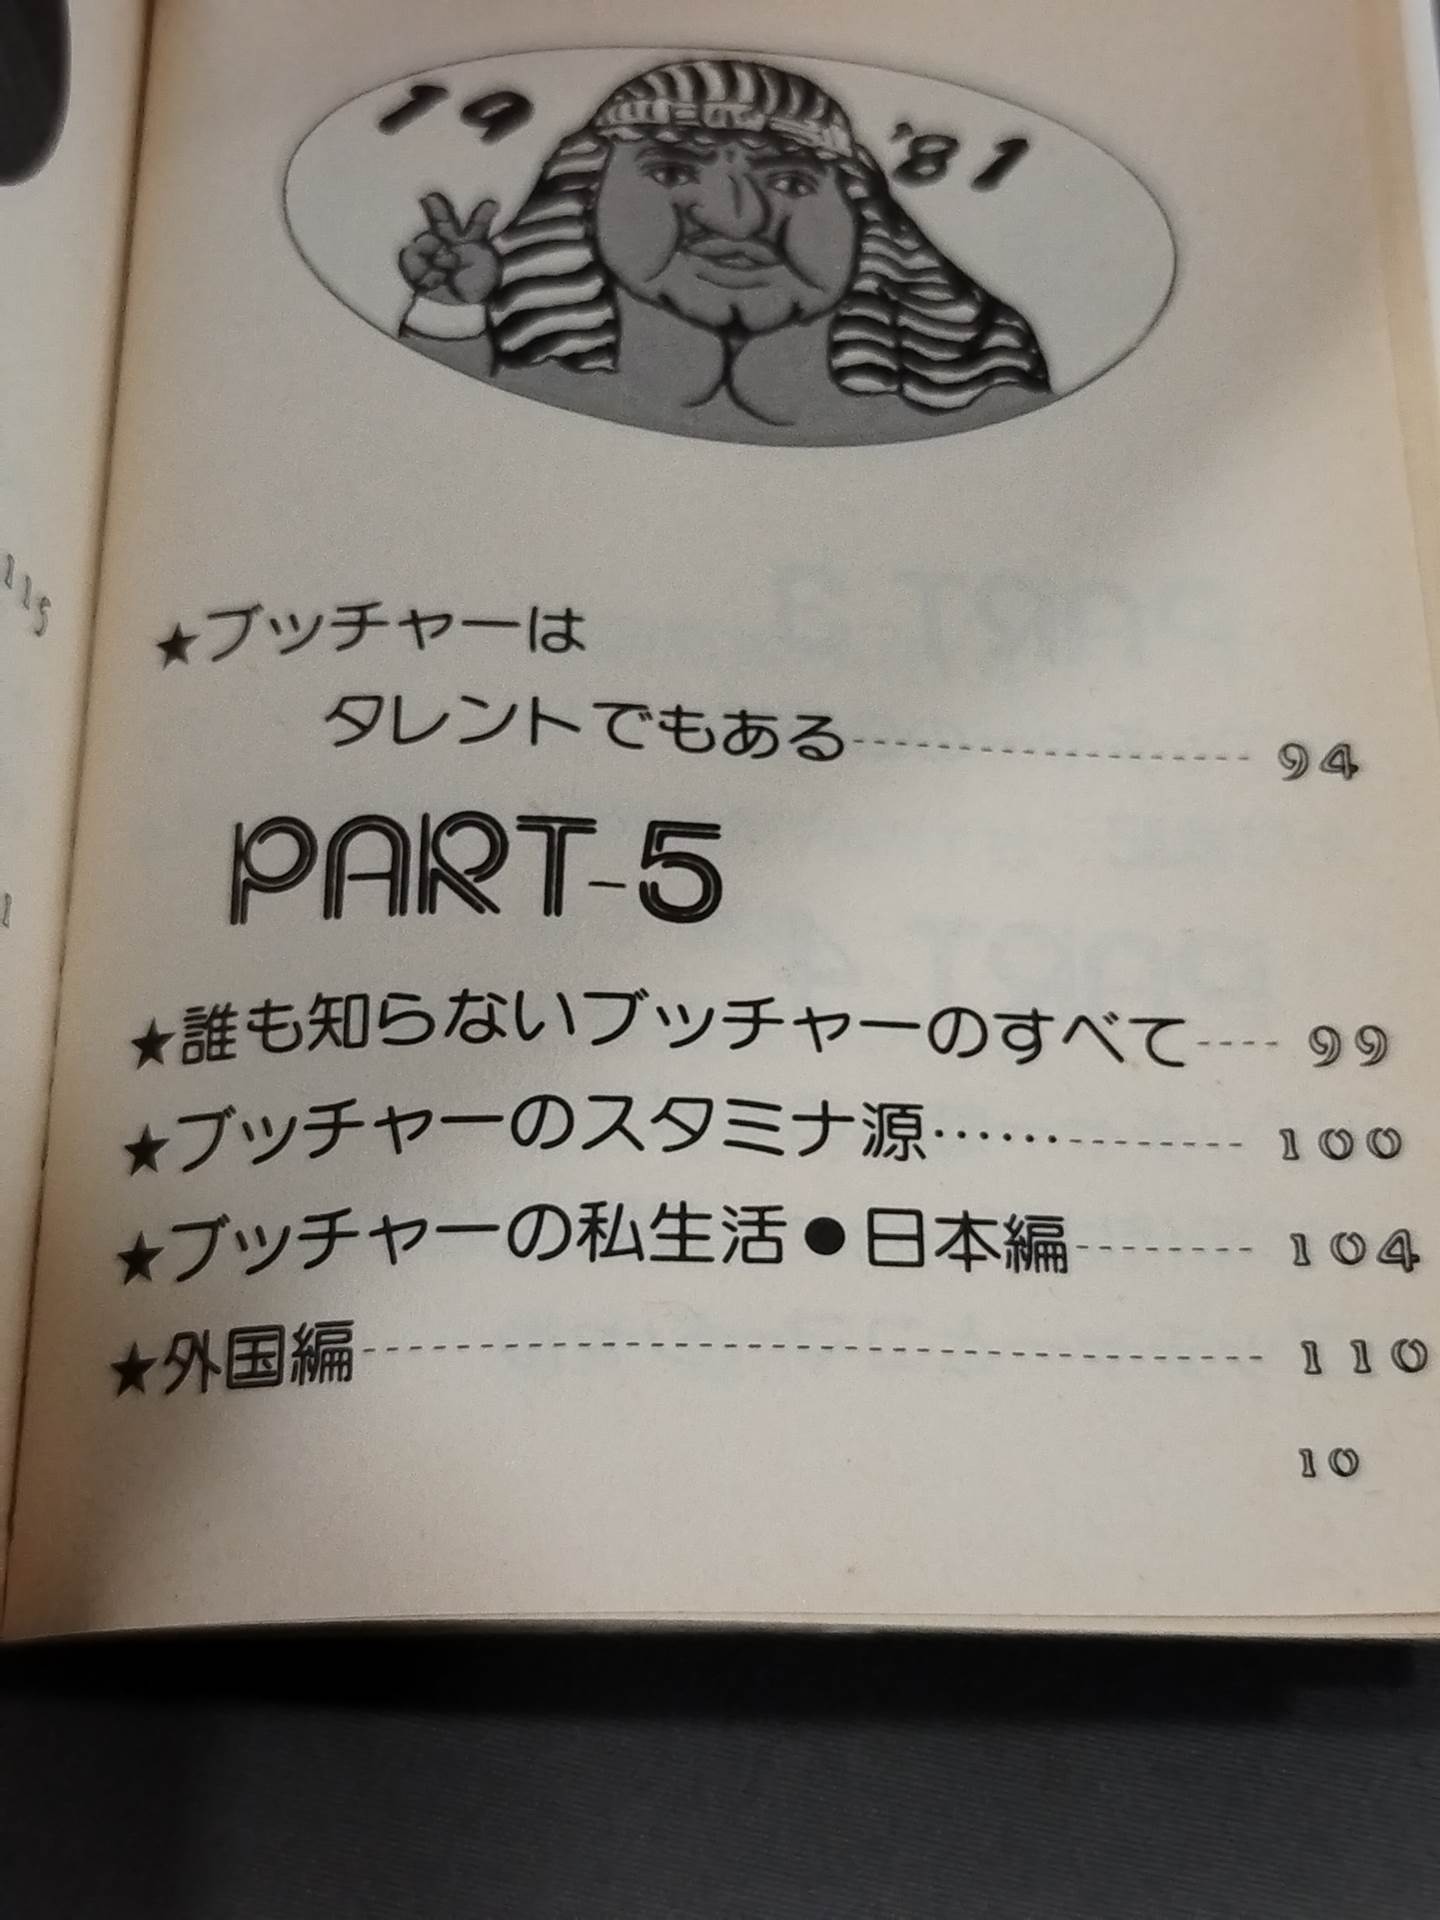 19 '81
★ブッチャーは
タレントでもある 94
PART-5
★誰も知らないブッチャーのすべて 99
★ブッチャーのスタミナ源 100
★ブッチャーの私生活●日本編 104
★外国編 110
10
115